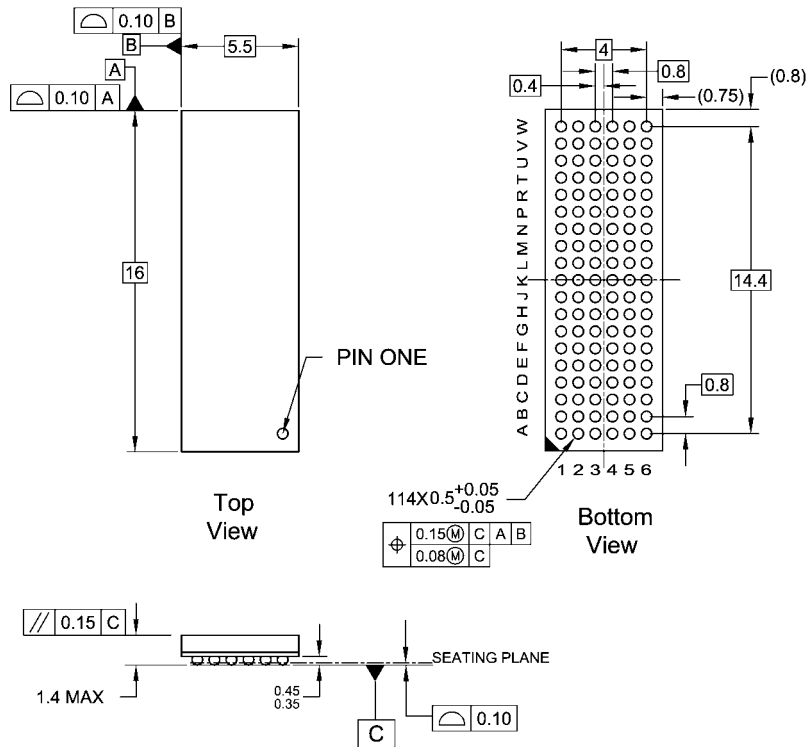 0.10 B
B
5.5
A
0.10 A
16
PIN ONE
Top
View
4
0.4
0.8
(0.75)
(0.8)
A B C D E F G H J K L M N P R T U V W
14.4
0.8
1 2 3 4 5 6
114X0.5 +0.05
-0.05
⌖ 0.15Ⓜ C A B
0.08Ⓜ C
Bottom
View
// 0.15 C
1.4 MAX
0.45
0.35
SEATING PLANE
C
0.10